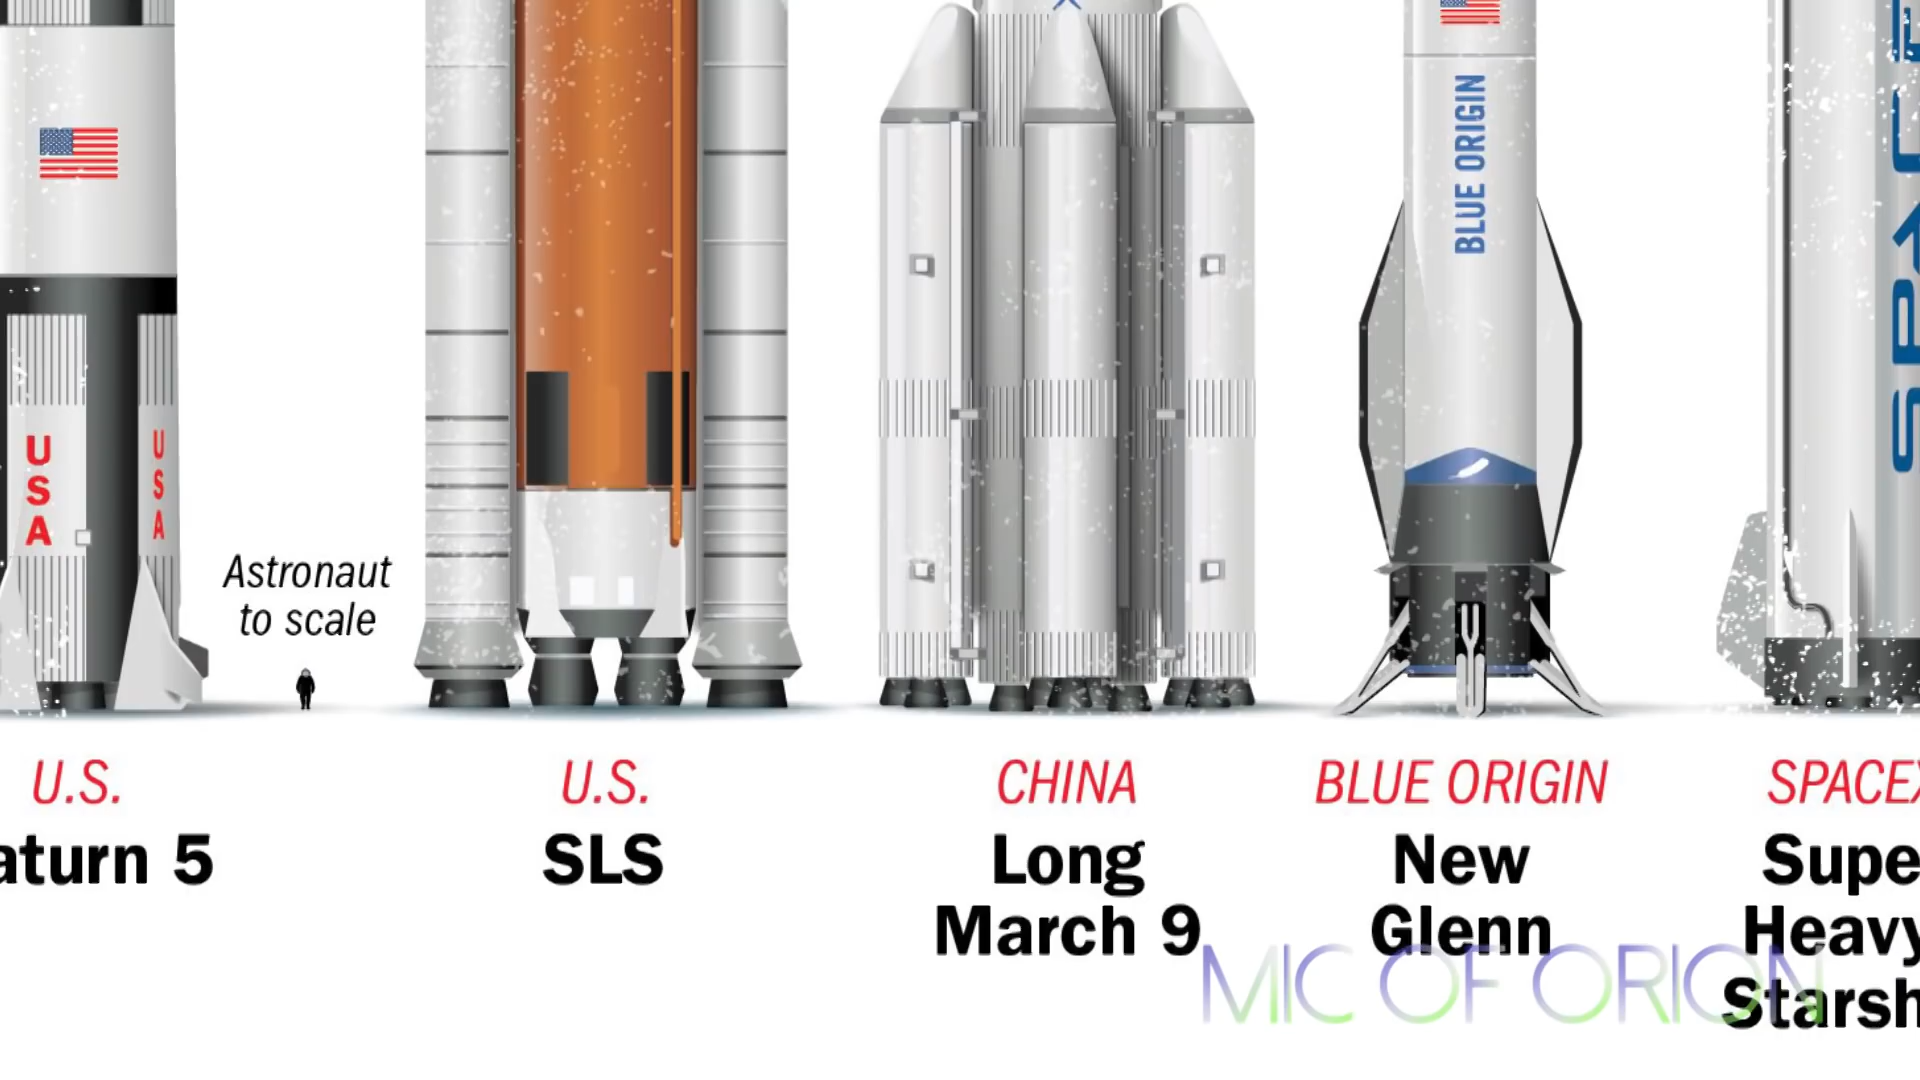 BLUE ORIGIN
SPACE
USA
USA
Astronaut
to scale
U.S.
aturn 5
U.S.
SLS
CHINA
Long
March 9
BLUE ORIGIN
New
Glenn
SPACEX
Supe
Heavy
Starsh
MIC OF ORION